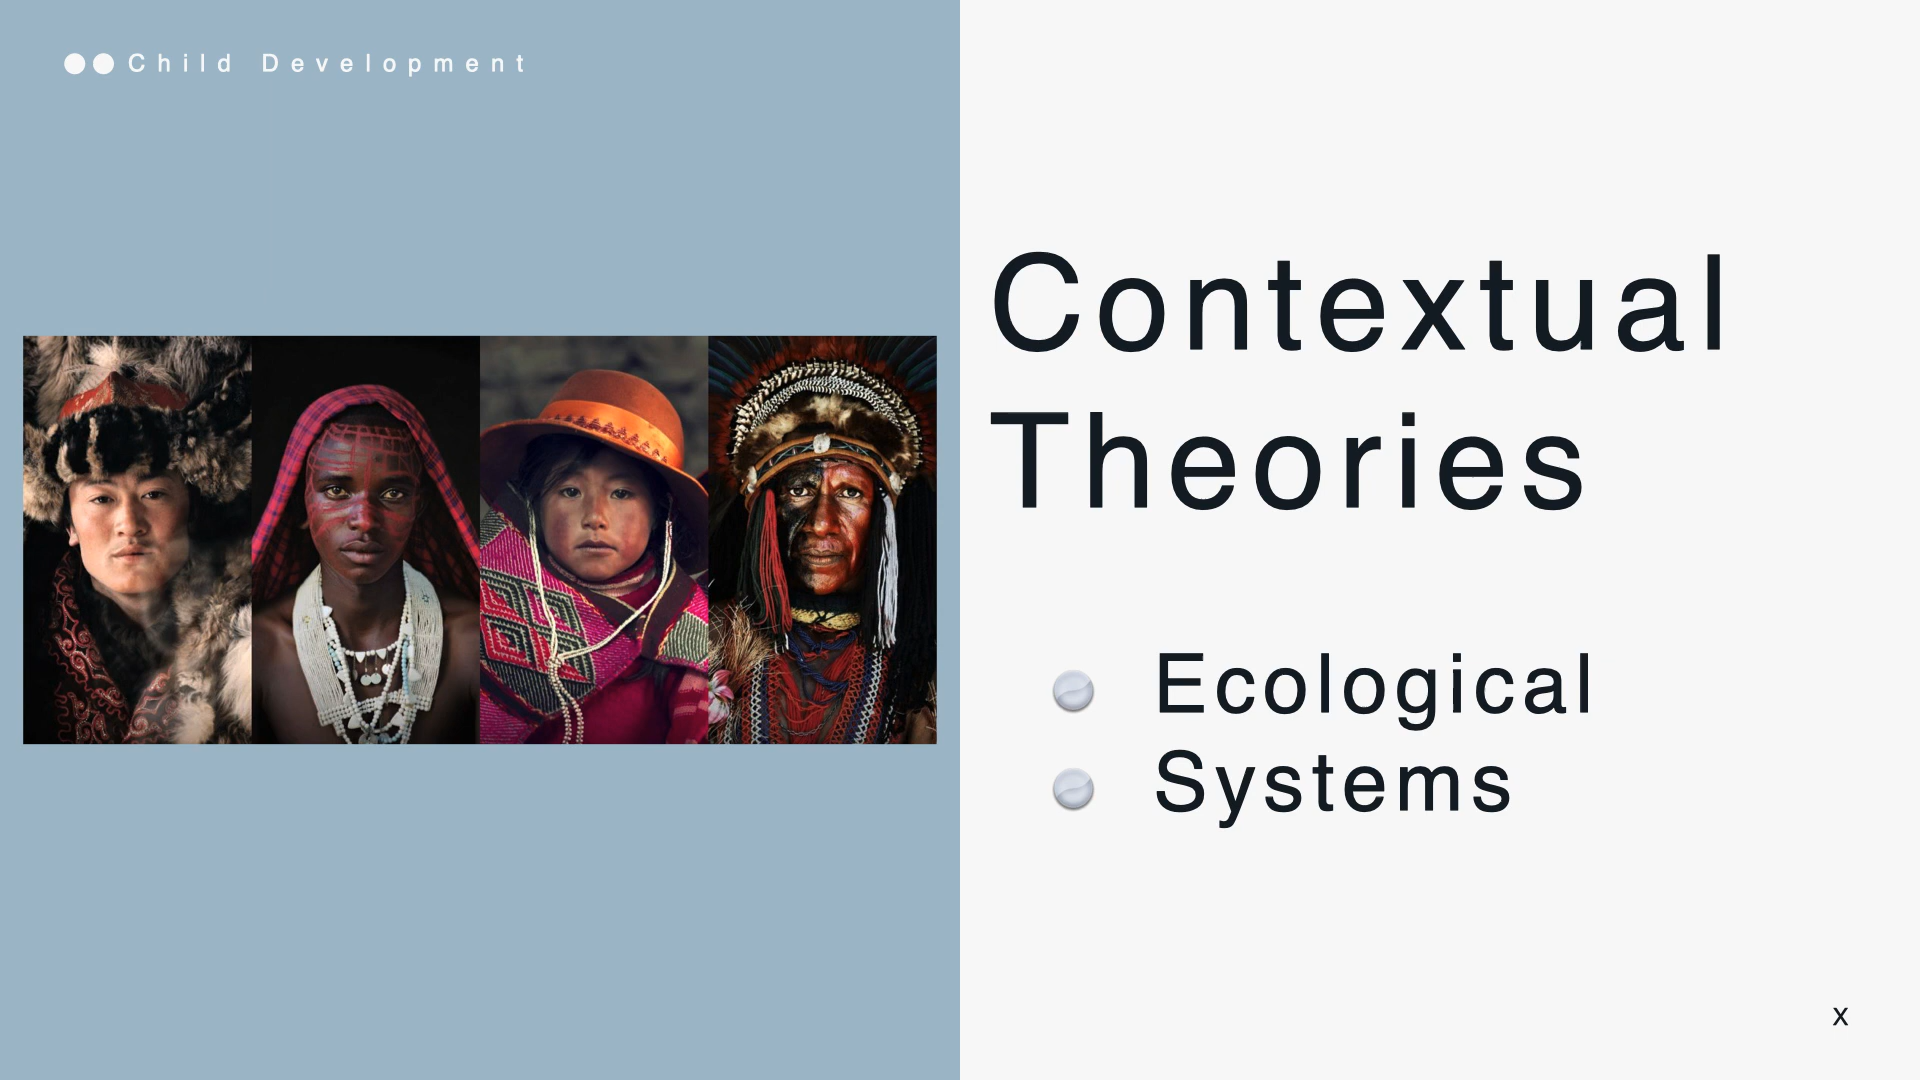 Child Development
Contextual
Theories
Ecological
Systems
x